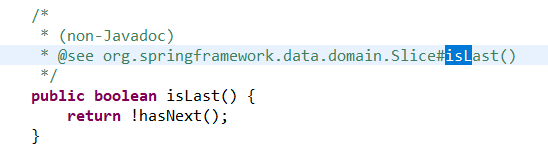 /*
* (non-Javadoc)
* @see org.springframework.data.domain.Slice#isLast()
*/
public boolean isLast() {
return !hasNext();
}